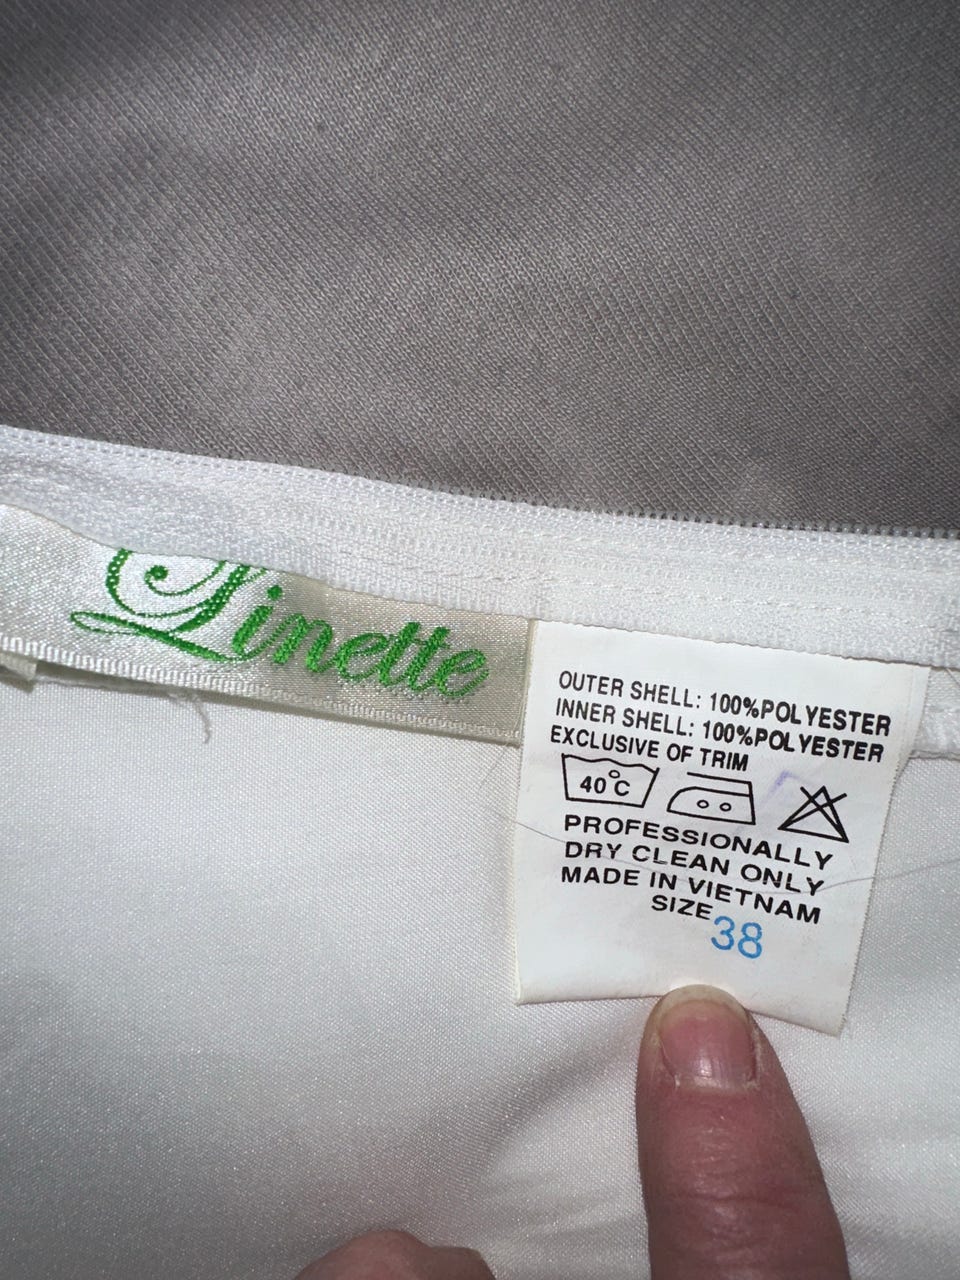 Linette
OUTER SHELL: 100%POLYESTER
INNER SHELL: 100%POLYESTER
EXCLUSIVE OF TRIM
40°C
PROFESSIONALLY
DRY CLEAN ONLY
MADE IN VIETNAM
SIZE 38